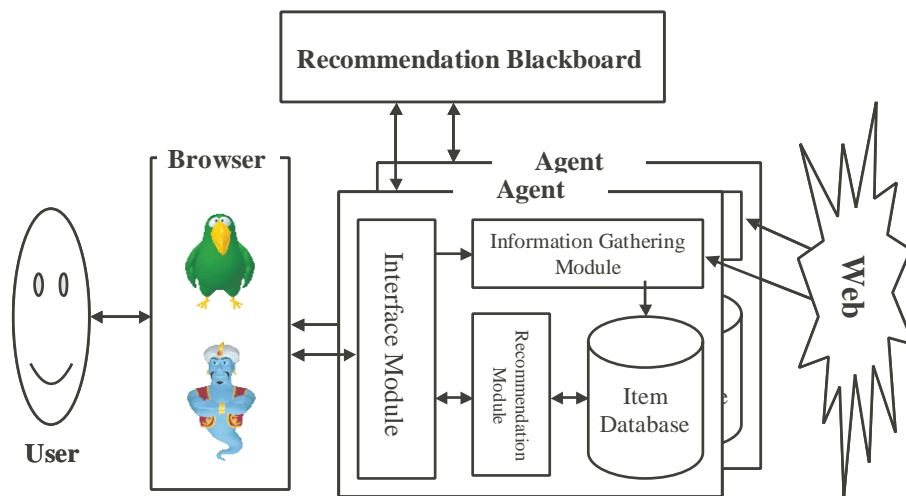 Recommendation Blackboard
Browser
Agent
Agent
Information Gathering
Module
Interface Module
Recommendation
Module
Item
Database
Web
User